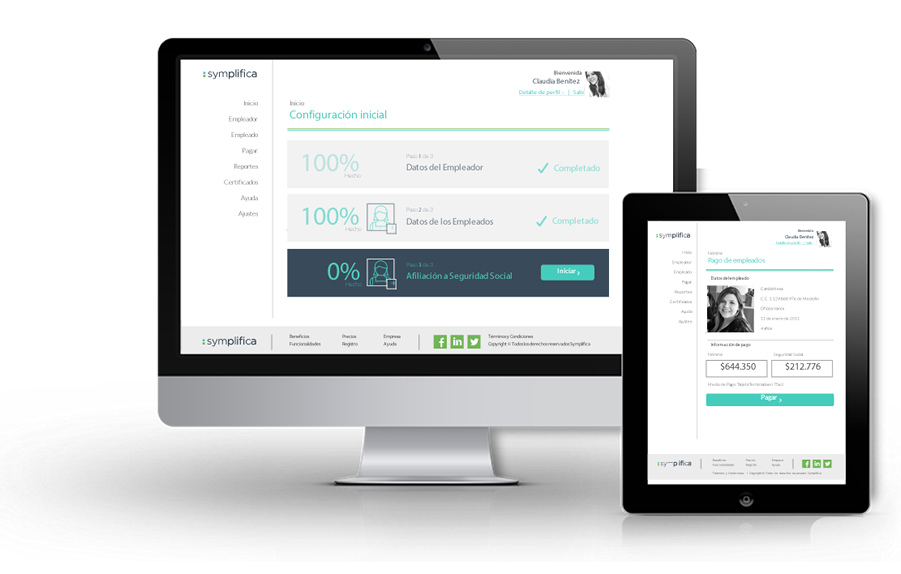 symplifica
Bienvenida
Claudia Benítez
Detalle de perfil - | Salir
Inicio
Empleador
Empleado
Pagar
Reportes
Certificados
Ayuda
Ajustes
Inicio
Configuración inicial
100%
Hecho
Paso 1 de 3
Datos del Empleador
Completado
100%
Hecho
Paso 2 de 3
Datos de los Empleados
Completado
0%
Hecho
Paso 3 de 3
Afiliación a Seguridad Social
Iniciar
symplifica
Beneficios
Funcionalidades
Precios
Registro
Empresa
Ayuda
Términos y Condiciones
Copyright © Todos los derechos reservados Symplifica
symplifica
Bienvenida
Claudia Benítez
Inicio
Empleador
Empleado
Pagar
Reportes
Certificados
Ayuda
Ajustes
Pago de empleados
Datos del empleado
Información de pago
Seguridad Social
$644.350
$212.776
Pagar
symplifica